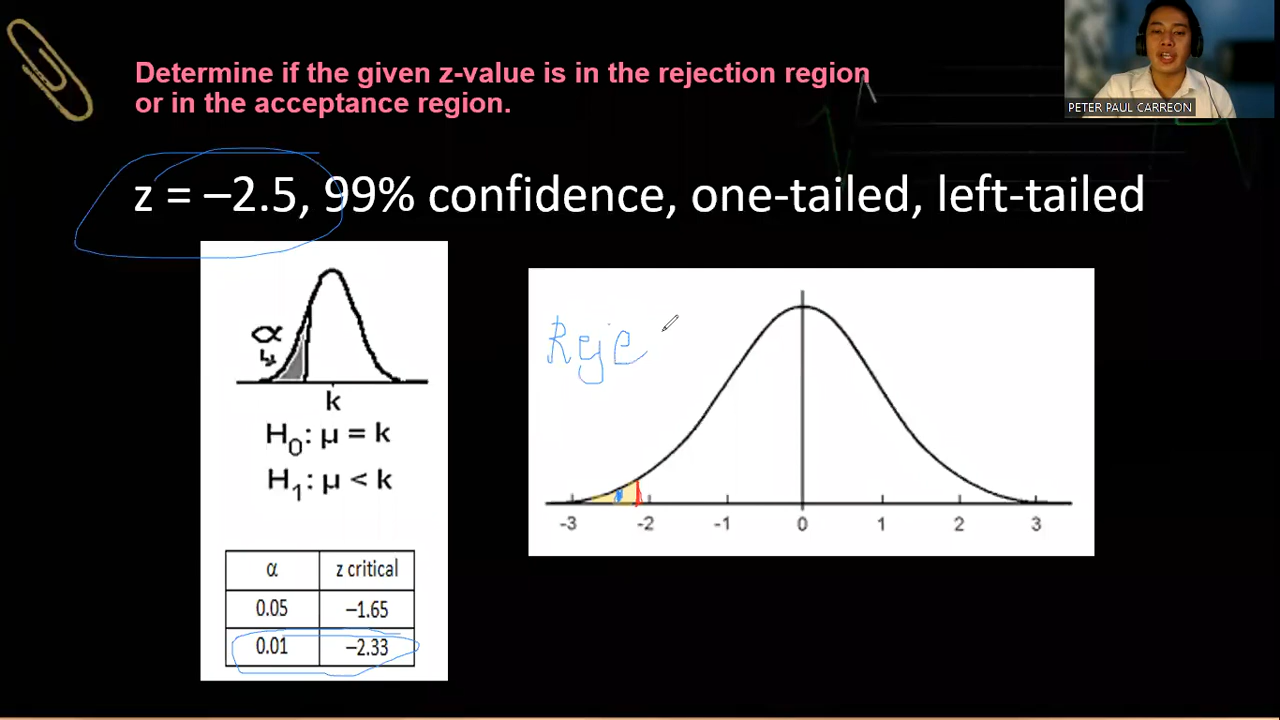 Determine if the given z-value is in the rejection region
or in the acceptance region.
PETER PAUL CARREON
z = –2.5, 99% confidence, one-tailed, left-tailed
α
k
H₀: μ = k
H₁: μ < k
α z critical
0.05 –1.65
0.01 –2.33
Reje
-3 -2 -1 0 1 2 3